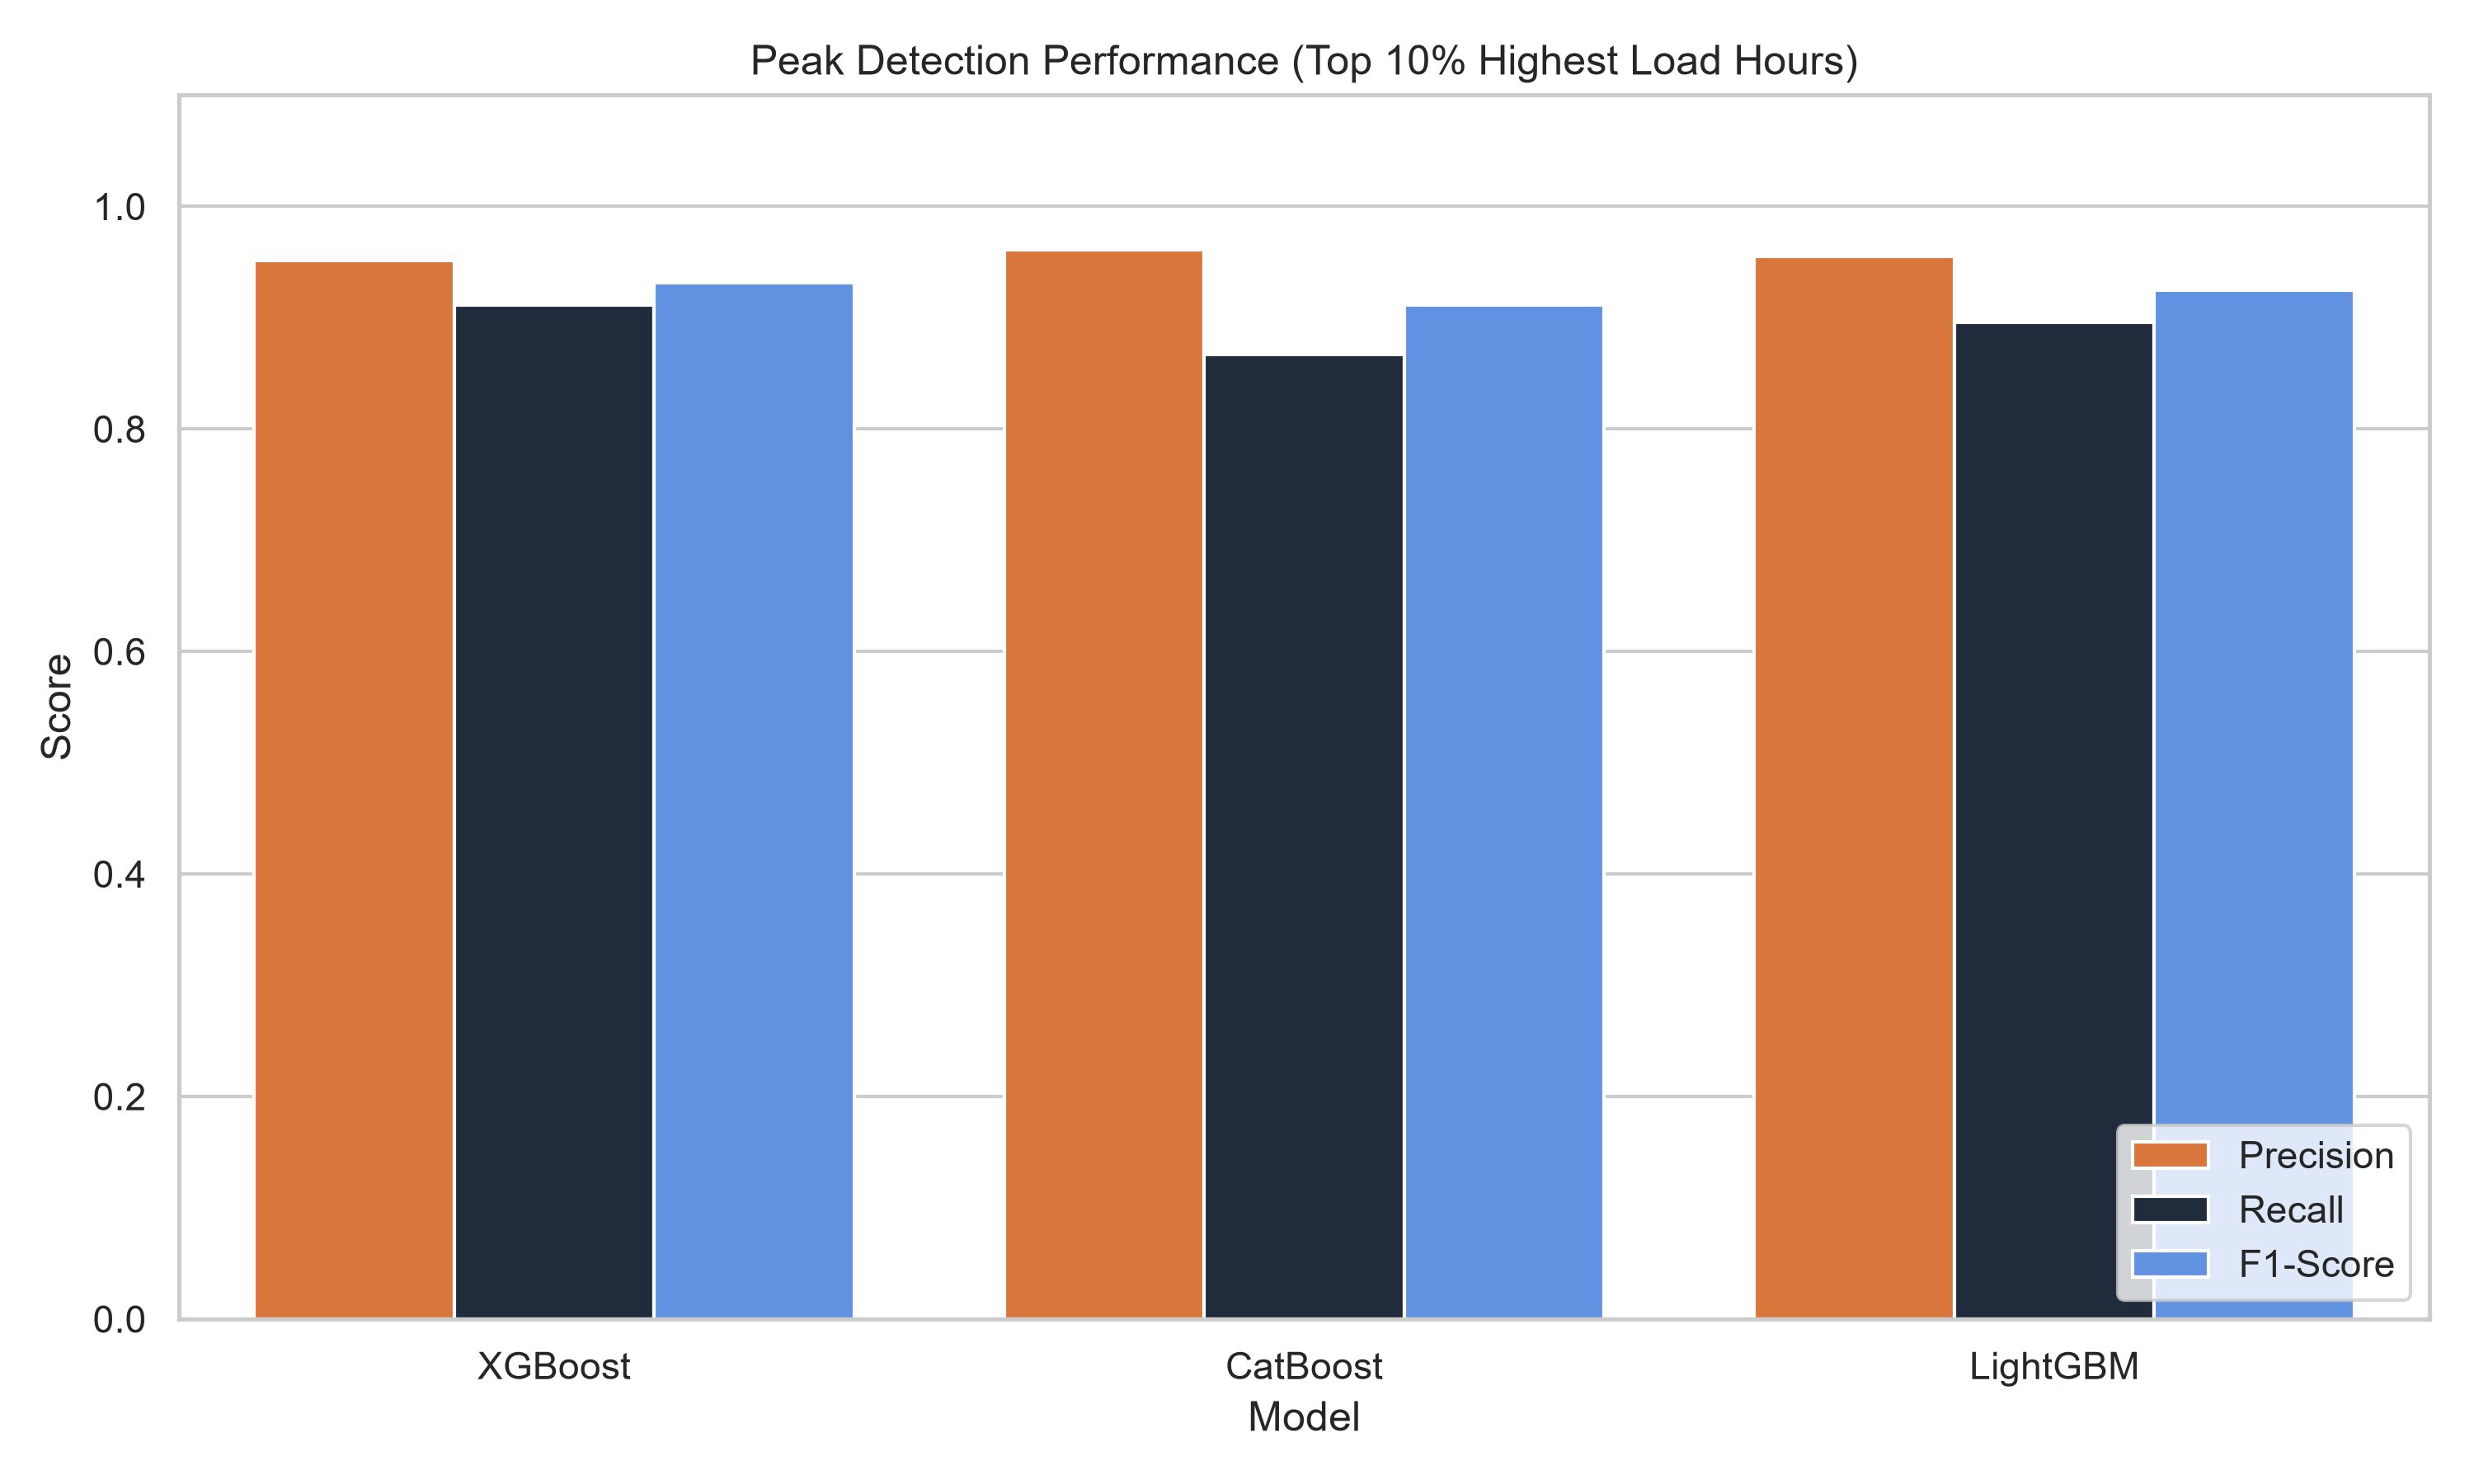 Peak Detection Performance (Top 10% Highest Load Hours)
1.0
0.8
0.6
0.4
0.2
0.0
Score
XGBoost
CatBoost
LightGBM
Model
Precision
Recall
F1-Score